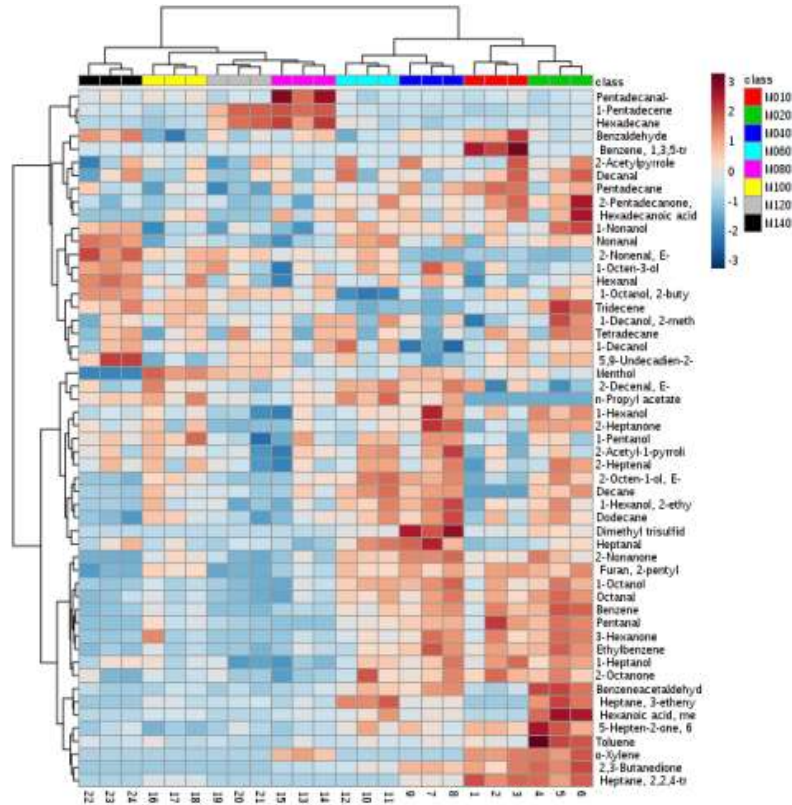 class
Pentadecanal-
1-Pentadecene
Hexadecane
Benzaldehyde
Benzene, 1,3,5-tr
2-Acetylpyrrole
Decanal
Pentadecane
2-Pentadecanone,
Hexadecanoic acid
1-Nonanol
Nonanal
2-Nonenal, E-
1-Octen-3-ol
Hexanal
1-Octanol, 2-buty
Tridecene
1-Decanol, 2-meth
Tetradecane
1-Decanol
5,9-Undecadien-2-
Menthol
2-Decenal, E-
n-Propyl acetate
1-Hexanol
2-Heptanone
1-Pentanol
2-Acetyl-1-pyrroli
2-Heptenal
2-Octen-1-ol, E-
Decane
1-Hexanol, 2-ethy
Dodecane
Dimethyl trisulfid
Heptanal
2-Nonanone
Furan, 2-pentyl
1-Octanol
Octanal
Benzene
Pentanal
3-Hexanone
Ethylbenzene
1-Heptanol
2-Octanone
Benzeneacetaldehyd
Heptane, 3-etheny
Hexanoic acid, me
5-Hepten-2-one, 6
Toluene
o-Xylene
2,3-Butanedione
Heptane, 2,2,4-tr
22 23 24 16 17 18 19 20 21 15 13 14 12 10 11 9 7 8 1 2 3 4 5 6
3
2
1
0
-1
-2
-3
class
M010
M020
M040
M060
M080
M100
M120
M140